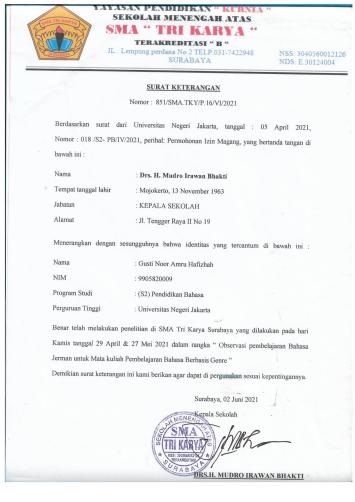 YAYASAN PENDIDIKAN " KURNIA "
SEKOLAH MENENGAH ATAS
SMA " TRI KARYA "
TERAKREDITASI " B "
JL. Lempung perdana No 2 TELP.031-7422948
SURABAYA
NSS: 3040560012126
NDS: E.30124004
SURAT KETERANGAN
Nomor : 851/SMA.TKY/P.16/VI/2021
Berdasarkan surat dari Universitas Negeri Jakarta, tanggal : 05 April 2021,
Nomor : 018 /S2- PB/IV/2021, perihal: Permohonan Izin Magang, yang bertanda tangan di
bawah ini :
Nama : Drs. H. Mudro Irawan Bhakti
Tempat tanggal lahir : Mojokerto, 13 November 1963
Jabatan : KEPALA SEKOLAH
Alamat : Jl. Tengger Raya II No 19
Menerangkan dengan sesungguhnya bahwa identitas yang tercantum di bawah ini :
Nama : Gusti Noor Amru Hafizhah
NIM : 9905820009
Program Studi : (S2) Pendidikan Bahasa
Perguruan Tinggi : Universitas Negeri Jakarta
Benar telah melakukan penelitian di SMA Tri Karya Surabaya yang dilakukan pada hari
Kamis tanggal 29 April & 27 Mei 2021 dalam rangka " Observasi pembelajaran Bahasa
Jerman untuk Mata kuliah Pembelajaran Bahasa Berbasis Genre "
Demikian surat keterangan ini kami berikan agar dapat di pergunakan sesuai kepentingannya.
Surabaya, 02 Juni 2021
Kepala Sekolah
SEKOLAH MENENGAH ATAS
SMA
TRI KARYA
SURABAYA
DRS.H. MUDRO IRAWAN BHAKTI